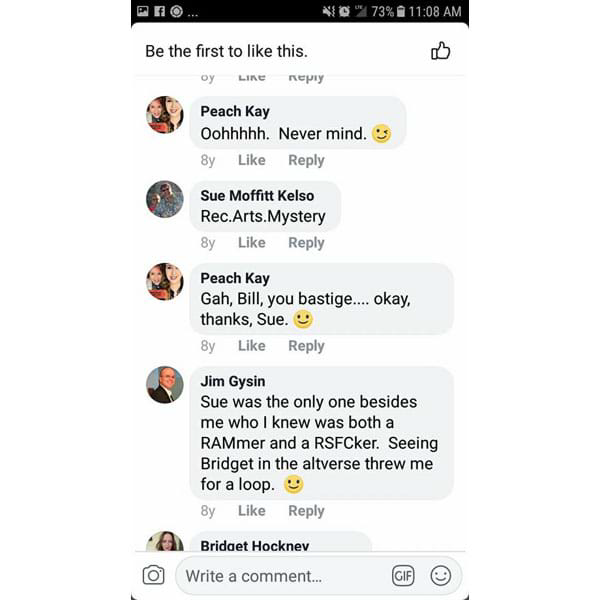 73% 11:08 AM
Be the first to like this.
8y Like Reply
Peach Kay
Oohhhhh. Never mind. 😉
8y Like Reply
Sue Moffitt Kelso
Rec.Arts.Mystery
8y Like Reply
Peach Kay
Gah, Bill, you bastige.... okay,
thanks, Sue. 🙂
8y Like Reply
Jim Gysin
Sue was the only one besides
me who I knew was both a
RAMmer and a RSFCker. Seeing
Bridget in the altverse threw me
for a loop. 🙂
8y Like Reply
Bridget Hockney
Write a comment... GIF